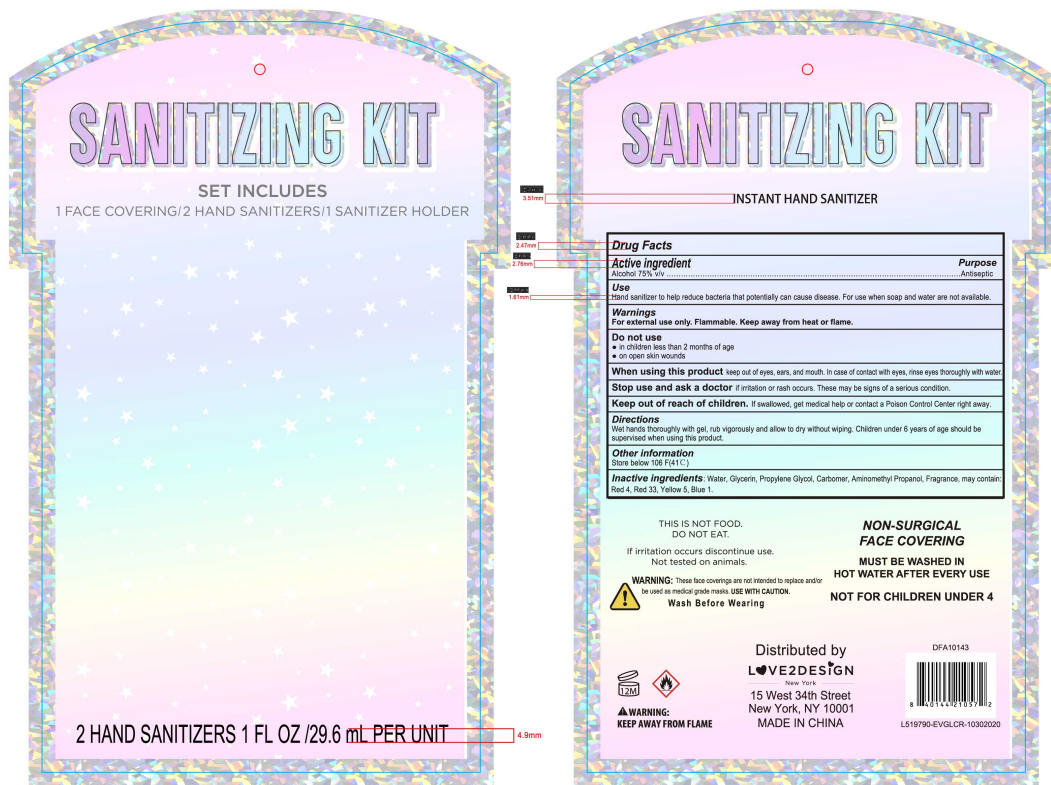 SANITIZING KIT
SET INCLUDES
1 FACE COVERING/2 HAND SANITIZERS/1 SANITIZER HOLDER
2 HAND SANITIZERS 1 FL OZ /29.6 mL PER UNIT
4.9mm
SANITIZING KIT
3.51mm
INSTANT HAND SANITIZER
2.47mm
Drug Facts
2.76mm
Active ingredient Purpose
Alcohol 75% v/v ........................................................................................................Antiseptic
1.61mm
Use
Hand sanitizer to help reduce bacteria that potentially can cause disease. For use when soap and water are not available.
Warnings
For external use only. Flammable. Keep away from heat or flame.
Do not use
● in children less than 2 months of age
● on open skin wounds
When using this product keep out of eyes, ears, and mouth. In case of contact with eyes, rinse eyes thoroughly with water.
Stop use and ask a doctor if irritation or rash occurs. These may be signs of a serious condition.
Keep out of reach of children. If swallowed, get medical help or contact a Poison Control Center right away.
Directions
Wet hands thoroughly with gel, rub vigorously and allow to dry without wiping. Children under 6 years of age should be
supervised when using this product.
Other information
Store below 106 F(41℃)
Inactive ingredients: Water, Glycerin, Propylene Glycol, Carbomer, Aminomethyl Propanol, Fragrance, may contain:
Red 4, Red 33, Yellow 5, Blue 1.
THIS IS NOT FOOD.
DO NOT EAT.
If irritation occurs discontinue use.
Not tested on animals.
WARNING: These face coverings are not intended to replace and/or
be used as medical grade masks. USE WITH CAUTION.
Wash Before Wearing
NON-SURGICAL
FACE COVERING
MUST BE WASHED IN
HOT WATER AFTER EVERY USE
NOT FOR CHILDREN UNDER 4
12M
WARNING:
KEEP AWAY FROM FLAME
Distributed by
LOVE2DESiGN
New York
15 West 34th Street
New York, NY 10001
MADE IN CHINA
DFA10143
8 40144 21057 2
L519790-EVGLCR-10302020